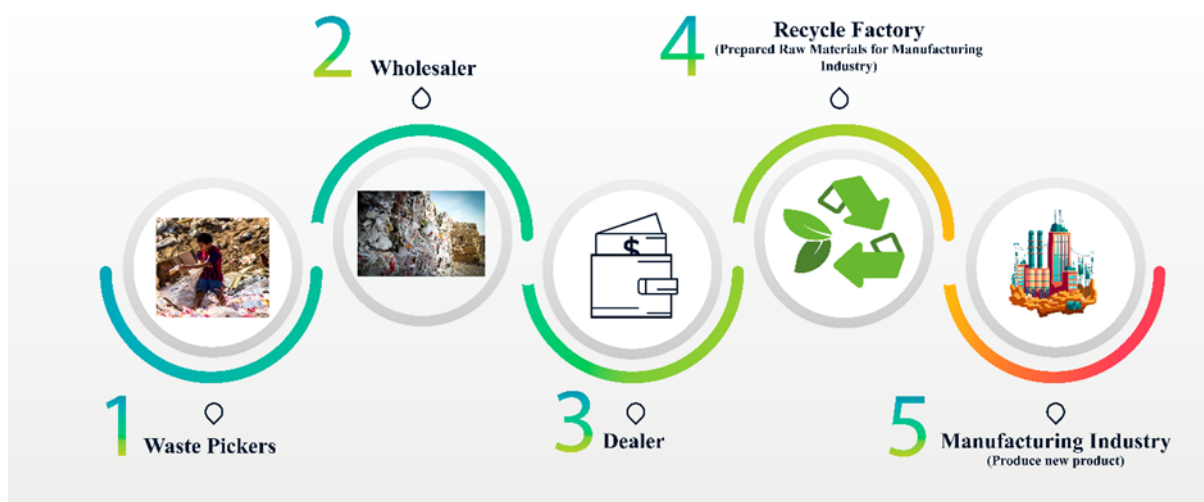 1
Waste Pickers
2
Wholesaler
3
$
Dealer
4
Recycle Factory
(Prepared Raw Materials for Manufacturing
Industry)
5
Manufacturing Industry
(Produce new product)